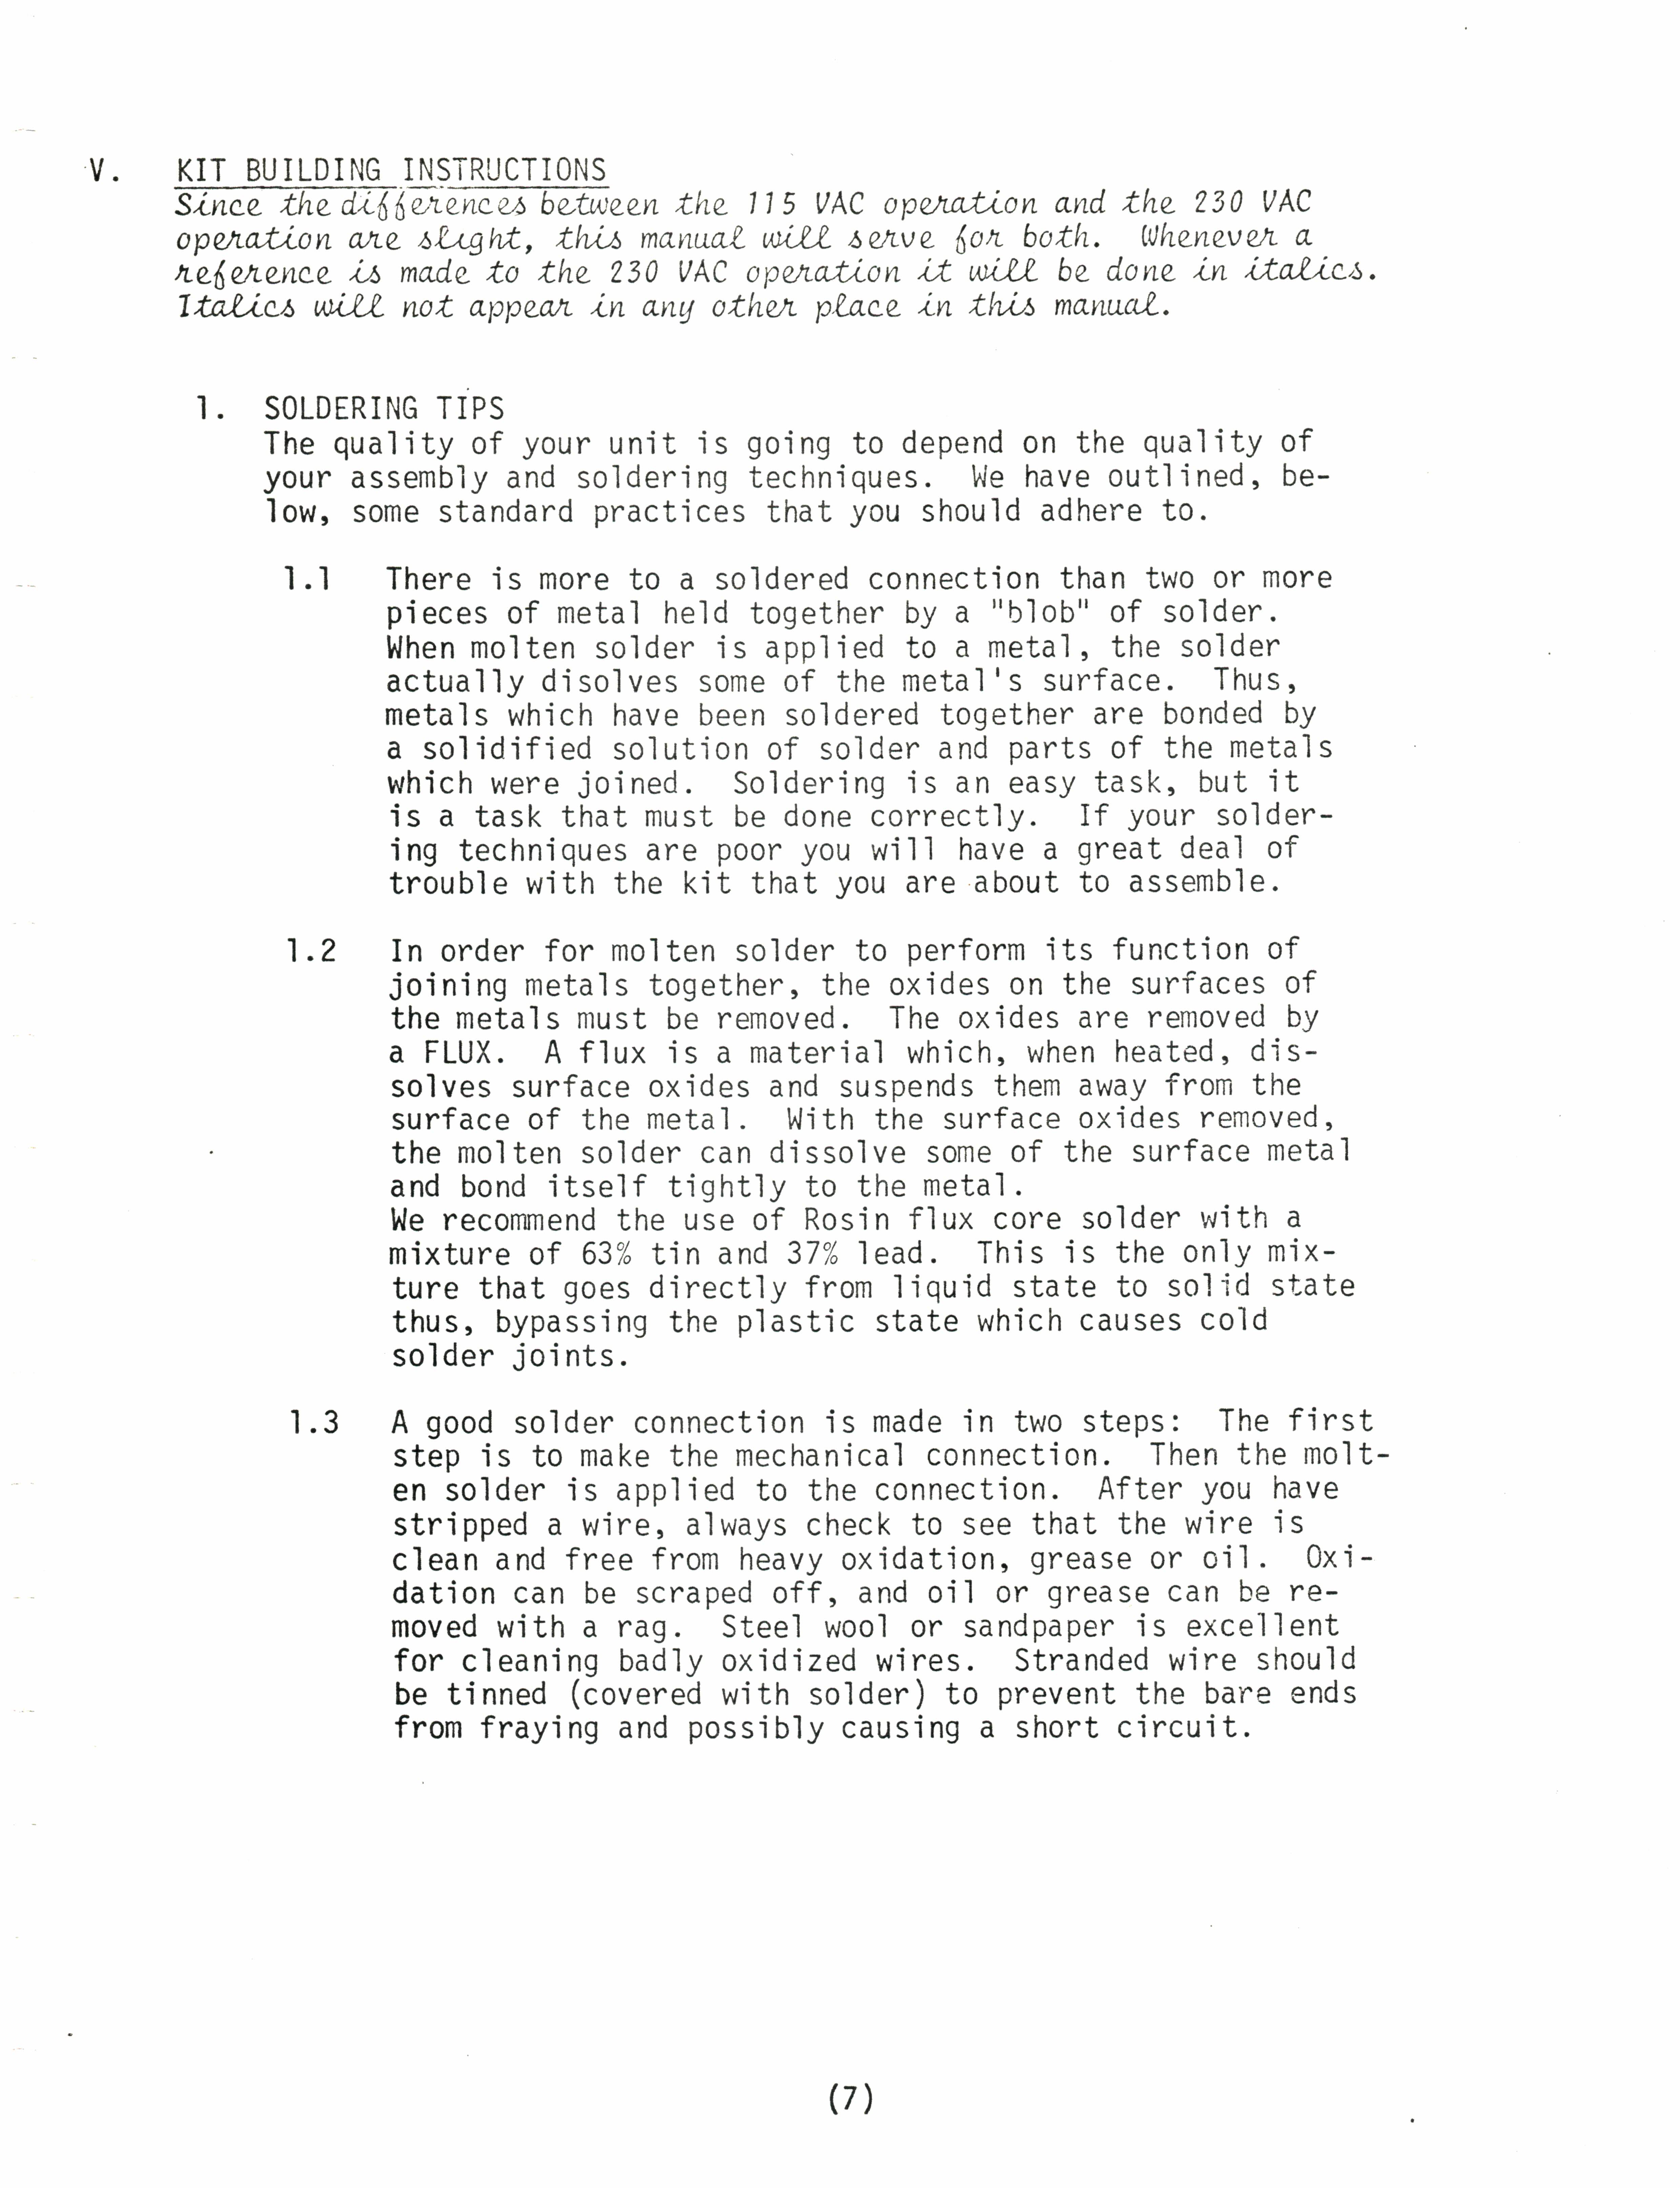 V. KIT BUILDING INSTRUCTIONS
Since the differences between the 115 VAC operation and the 230 VAC
operation are slight, this manual will serve for both. Whenever a
reference is made to the 230 VAC operation it will be done in italics.
Italics will not appear in any other place in this manual.
1. SOLDERING TIPS
The quality of your unit is going to depend on the quality of
your assembly and soldering techniques. We have outlined, be-
low, some standard practices that you should adhere to.
1.1 There is more to a soldered connection than two or more
pieces of metal held together by a "blob" of solder.
When molten solder is applied to a metal, the solder
actually disolves some of the metal's surface. Thus,
metals which have been soldered together are bonded by
a solidified solution of solder and parts of the metals
which were joined. Soldering is an easy task, but it
is a task that must be done correctly. If your solder-
ing techniques are poor you will have a great deal of
trouble with the kit that you are about to assemble.
1.2 In order for molten solder to perform its function of
joining metals together, the oxides on the surfaces of
the metals must be removed. The oxides are removed by
a FLUX. A flux is a material which, when heated, dis-
solves surface oxides and suspends them away from the
surface of the metal. With the surface oxides removed,
the molten solder can dissolve some of the surface metal
and bond itself tightly to the metal.
We recommend the use of Rosin flux core solder with a
mixture of 63% tin and 37% lead. This is the only mix-
ture that goes directly from liquid state to solid state
thus, bypassing the plastic state which causes cold
solder joints.
1.3 A good solder connection is made in two steps: The first
step is to make the mechanical connection. Then the molt-
en solder is applied to the connection. After you have
stripped a wire, always check to see that the wire is
clean and free from heavy oxidation, grease or oil. Oxi-
dation can be scraped off, and oil or grease can be re-
moved with a rag. Steel wool or sandpaper is excellent
for cleaning badly oxidized wires. Stranded wire should
be tinned (covered with solder) to prevent the bare ends
from fraying and possibly causing a short circuit.
(7)